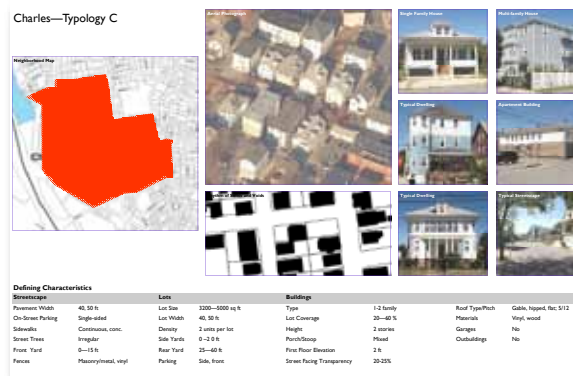 Charles—Typology C
Neighborhood Map
Aerial Photograph
Single Family House
Multi-family House
Typical Dwelling
Apartment Building
Typical Dwelling
Typical Streetscape
Defining Characteristics
Streetscape Lots Buildings
Pavement Width 40, 50 ft Lot Size 3200—5000 sq ft Type 1-2 family Roof Type/Pitch Gable, hipped, flat; 5/12
On-Street Parking Single-sided Lot Width 40, 50 ft Lot Coverage 20—60 % Materials Vinyl, wood
Sidewalks Continuous, conc. Density 2 units per lot Height 2 stories Garages No
Street Trees Irregular Side Yards 0 –20 ft Porch/Stoop Mixed Outbuildings No
Front Yard 0—15 ft Rear Yard 25—60 ft First Floor Elevation 2 ft
Fences Masonry/metal, vinyl Parking Side, front Street Facing Transparency 20-25%